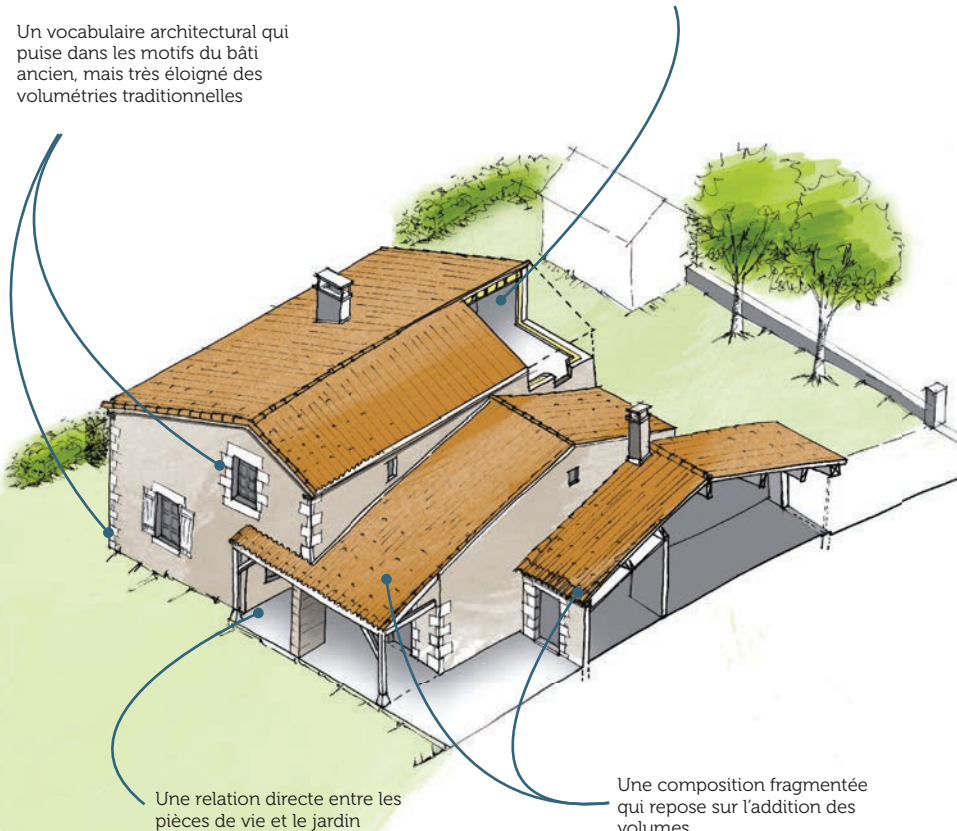 Un vocabulaire architectural qui
puise dans les motifs du bâti
ancien, mais très éloigné des
volumétries traditionnelles
Une relation directe entre les
pièces de vie et le jardin
Une composition fragmentée
qui repose sur l'addition des
volumes